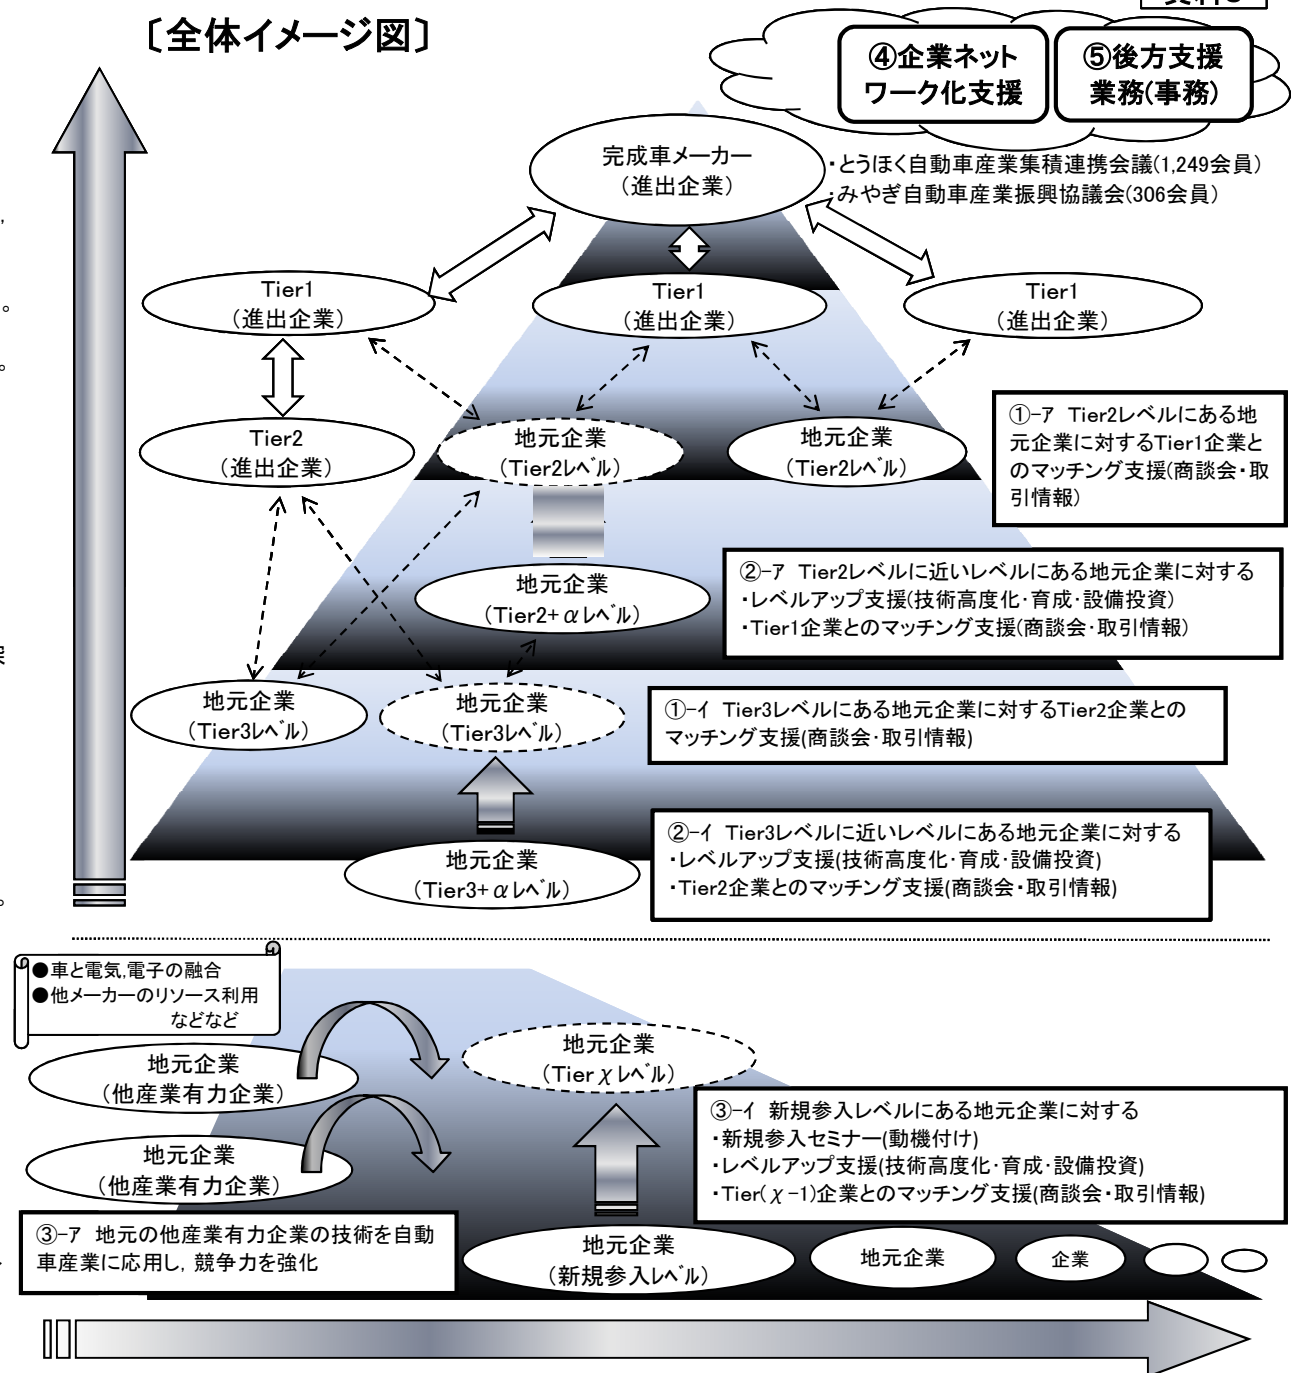 〔全体イメージ図〕
④企業ネット
ワーク化支援
⑤後方支援
業務(事務)
完成車メーカー
(進出企業)
・とうほく自動車産業集積連携会議(1,249会員)
・みやぎ自動車産業振興協議会(306会員)
Tier1
(進出企業)
Tier1
(進出企業)
Tier1
(進出企業)
Tier2
(進出企業)
地元企業
(Tier2ﾚﾍﾞﾙ)
地元企業
(Tier2ﾚﾍﾞﾙ)
①-ｱ Tier2レベルにある地
元企業に対するTier1企業と
のマッチング支援(商談会・取
引情報)
地元企業
(Tier2+αﾚﾍﾞﾙ)
②-ｱ Tier2レベルに近いレベルにある地元企業に対する
・レベルアップ支援(技術高度化・育成・設備投資)
・Tier1企業とのマッチング支援(商談会・取引情報)
地元企業
(Tier3ﾚﾍﾞﾙ)
地元企業
(Tier3ﾚﾍﾞﾙ)
①-ｲ Tier3レベルにある地元企業に対するTier2企業との
マッチング支援(商談会・取引情報)
地元企業
(Tier3+αﾚﾍﾞﾙ)
②-ｲ Tier3レベルに近いレベルにある地元企業に対する
・レベルアップ支援(技術高度化・育成・設備投資)
・Tier2企業とのマッチング支援(商談会・取引情報)
●車と電気,電子の融合
●他メーカーのリソース利用
などなど
地元企業
(他産業有力企業)
地元企業
(他産業有力企業)
地元企業
(Tierχﾚﾍﾞﾙ)
③-ｲ 新規参入レベルにある地元企業に対する
・新規参入セミナー(動機付け)
・レベルアップ支援(技術高度化・育成・設備投資)
・Tier(χ-1)企業とのマッチング支援(商談会・取引情報)
③-ｱ 地元の他産業有力企業の技術を自動
車産業に応用し, 競争力を強化
地元企業
(新規参入ﾚﾍﾞﾙ)
地元企業
企業